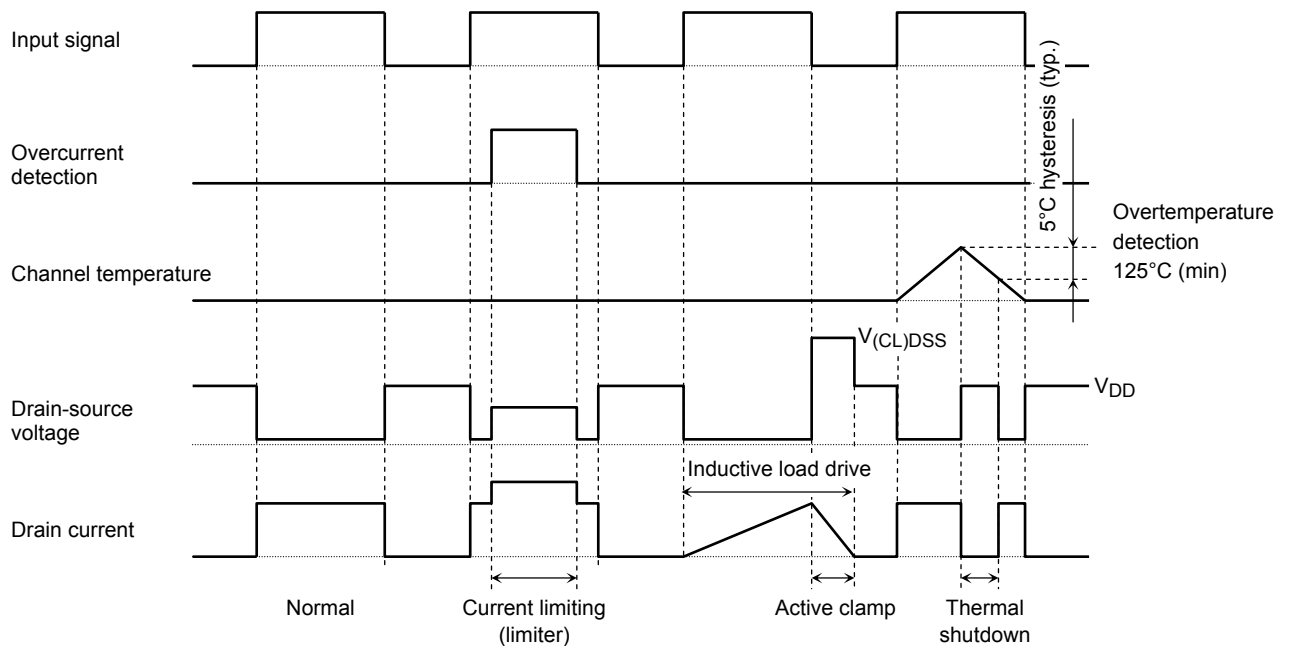 Input signal
Overcurrent
detection
5°C hysteresis (typ.)
Overtemperature
detection
125°C (min)
Channel temperature
V(CL)DSS
VDD
Drain-source
voltage
Inductive load drive
Drain current
Normal
Current limiting
(limiter)
Active clamp
Thermal
shutdown